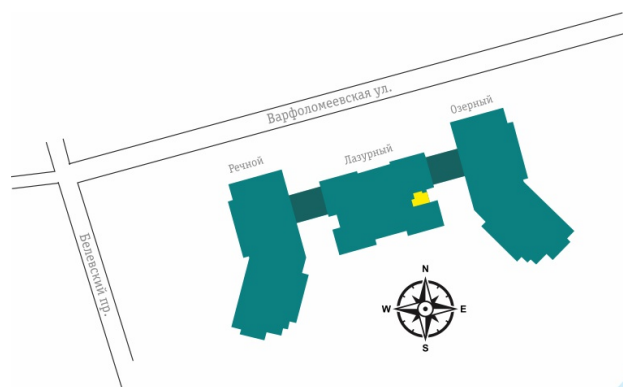 Варфоломеевская ул.
Озерный
Лазурный
Речной
Белевский пр.
N
W
E
S